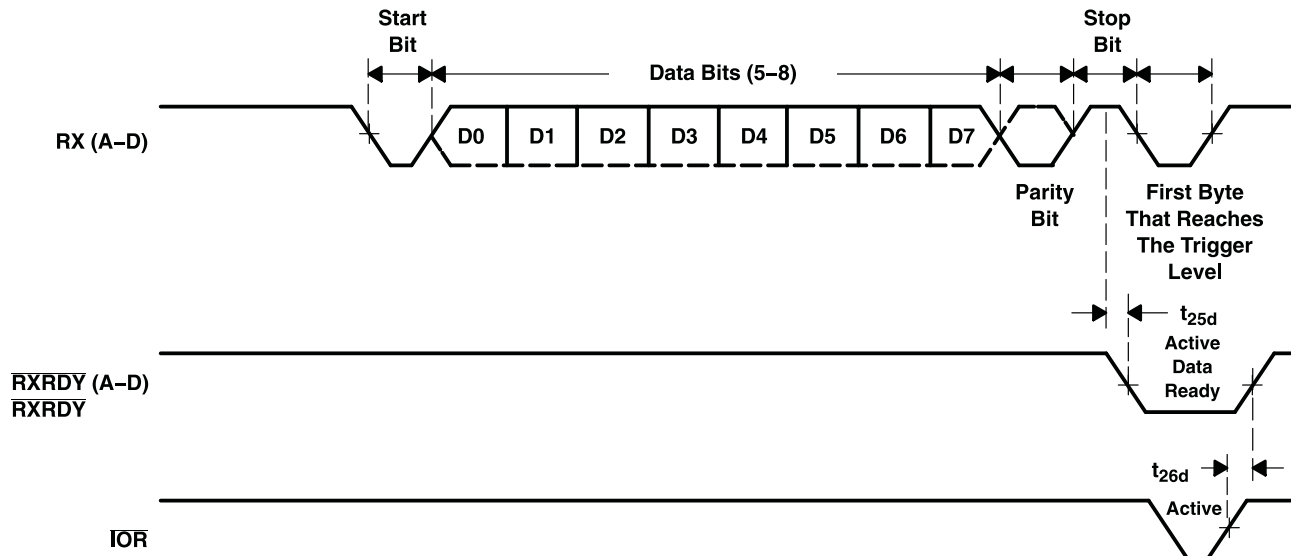 Start
Bit
Stop
Bit
Data Bits (5–8)
RX (A–D)
D0 D1 D2 D3 D4 D5 D6 D7
Parity
Bit
First Byte
That Reaches
The Trigger
Level
t25d
Active
Data
Ready
RXRDY (A–D)
RXRDY
t26d
Active
IOR